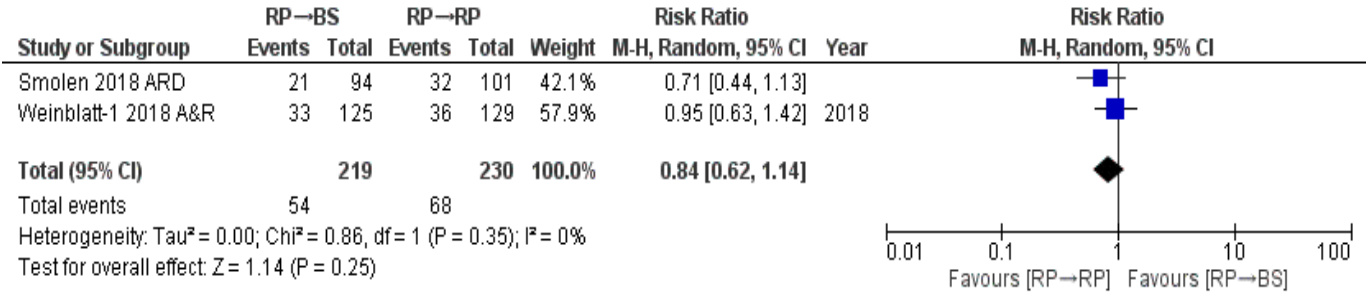 RP→BS RP→RP Risk Ratio Risk Ratio
Study or Subgroup Events Total Events Total Weight M-H, Random, 95% CI Year M-H, Random, 95% CI
Smolen 2018 ARD 21 94 32 101 42.1% 0.71 [0.44, 1.13]
Weinblatt-1 2018 A&R 33 125 36 129 57.9% 0.95 [0.63, 1.42] 2018
Total (95% CI) 219 230 100.0% 0.84 [0.62, 1.14]
Total events 54 68
Heterogeneity: Tau² = 0.00; Chi² = 0.86, df = 1 (P = 0.35); I² = 0%
Test for overall effect: Z = 1.14 (P = 0.25)
0.01 0.1 1 10 100
Favours [RP→RP] Favours [RP→BS]